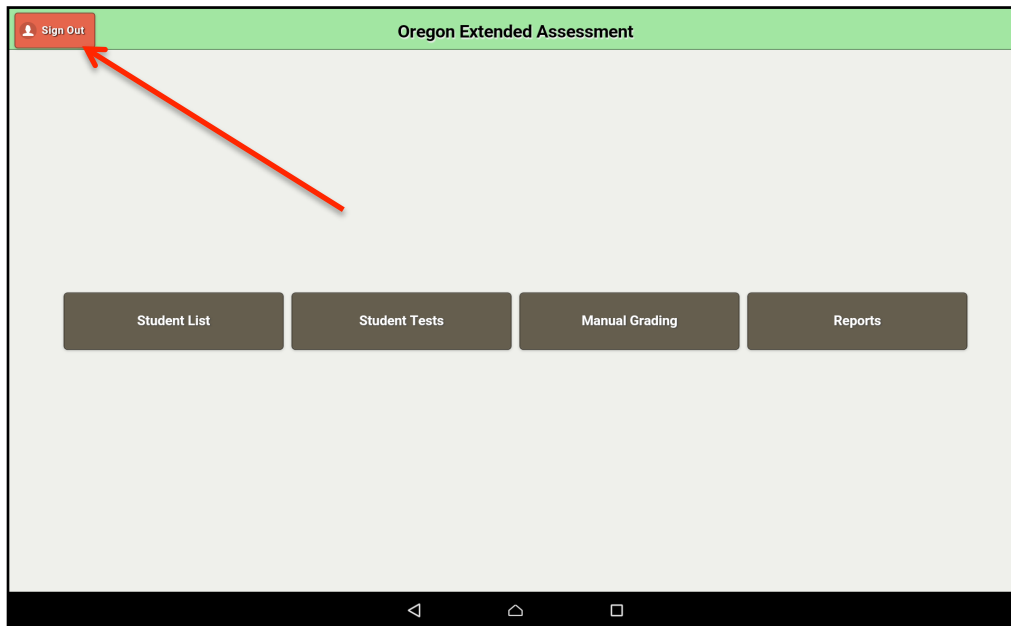 Sign Out
Oregon Extended Assessment
Student List
Student Tests
Manual Grading
Reports